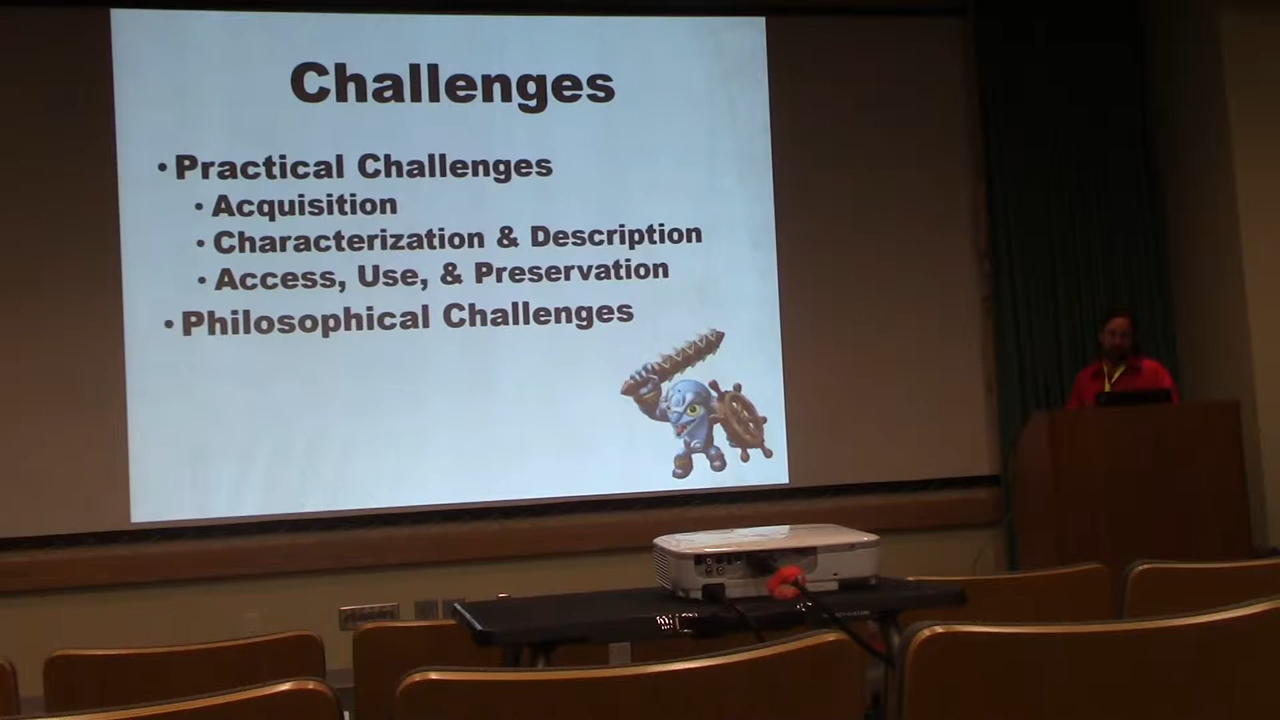 Challenges
• Practical Challenges
• Acquisition
• Characterization & Description
• Access, Use, & Preservation
• Philosophical Challenges